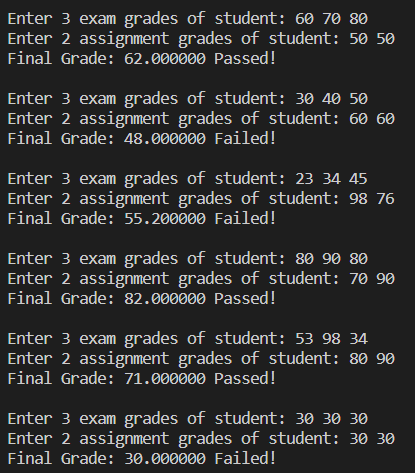 Enter 3 exam grades of student: 60 70 80
Enter 2 assignment grades of student: 50 50
Final Grade: 62.000000 Passed!
Enter 3 exam grades of student: 30 40 50
Enter 2 assignment grades of student: 60 60
Final Grade: 48.000000 Failed!
Enter 3 exam grades of student: 23 34 45
Enter 2 assignment grades of student: 98 76
Final Grade: 55.200000 Failed!
Enter 3 exam grades of student: 80 90 80
Enter 2 assignment grades of student: 70 90
Final Grade: 82.000000 Passed!
Enter 3 exam grades of student: 53 98 34
Enter 2 assignment grades of student: 80 90
Final Grade: 71.000000 Passed!
Enter 3 exam grades of student: 30 30 30
Enter 2 assignment grades of student: 30 30
Final Grade: 30.000000 Failed!